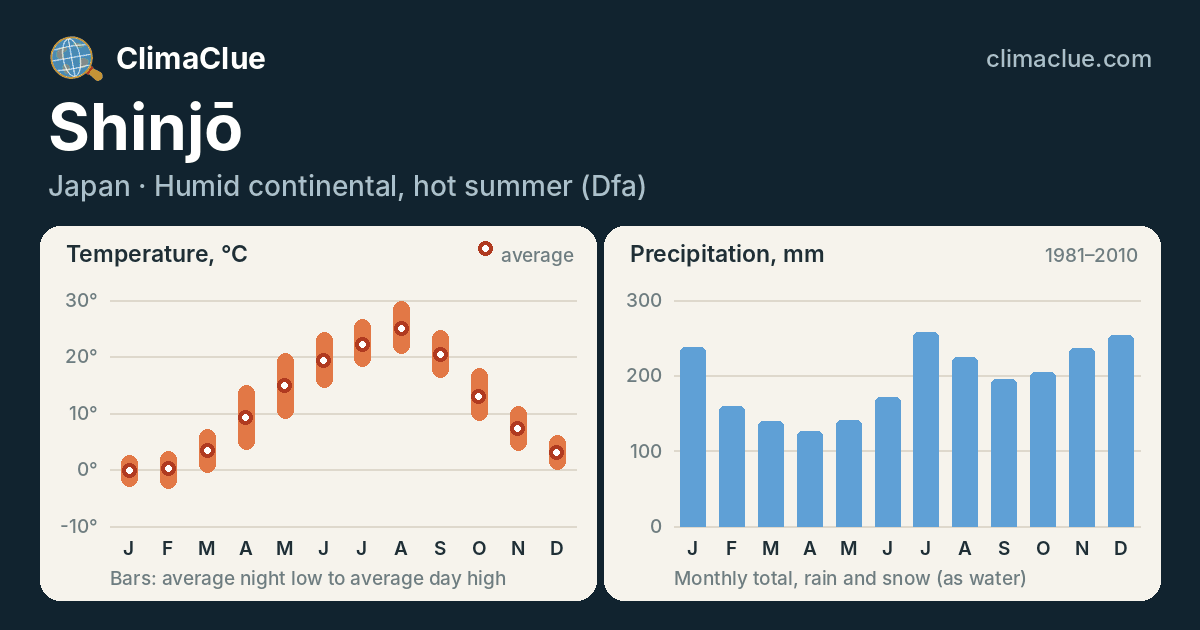 ClimaClue
climaclue.com
Shinjō
Japan · Humid continental, hot summer (Dfa)
Temperature, °C
average
30°
20°
10°
0°
-10°
J F M A M J J A S O N D
Bars: average night low to average day high
Precipitation, mm
1981–2010
300
200
100
0
J F M A M J J A S O N D
Monthly total, rain and snow (as water)